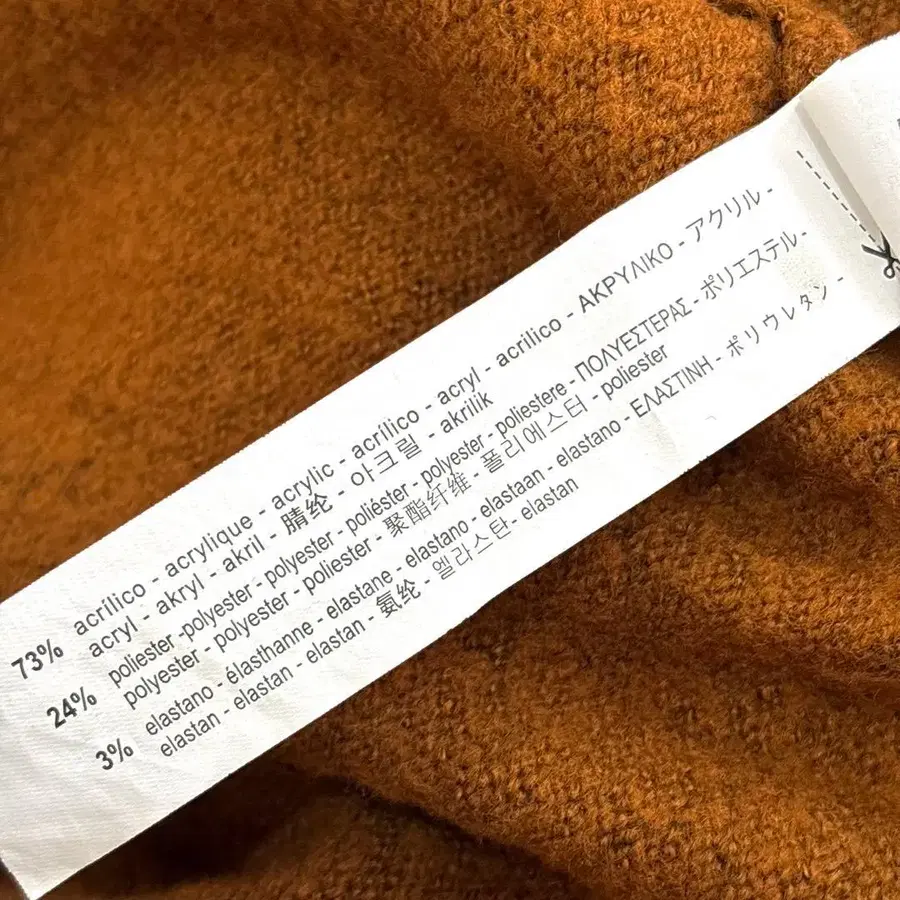 73% acrílico - acrylique - acrylic - acrílico - acryl - acrilico - ΑΚΡΥΛΙΚΟ - アクリル -
acryl - akryl - akril - 腈纶 - 아크릴 - akrilik
24% poliester -polyester - polyester - poliéster - polyester - poliestere - ΠΟΛΥΕΣΤΕΡΑΣ - ポリエステル -
polyester - polyester - poliester - 聚酯纤维 - 폴리에스터 - poliester
3% elastano - élasthanne - elastane - elastano - elastaan - elastano - ΕΛΑΣΤΙΝΗ - ポリウレタン -
elastan - elastan - elastan - 氨纶 - 엘라스탄- elastan